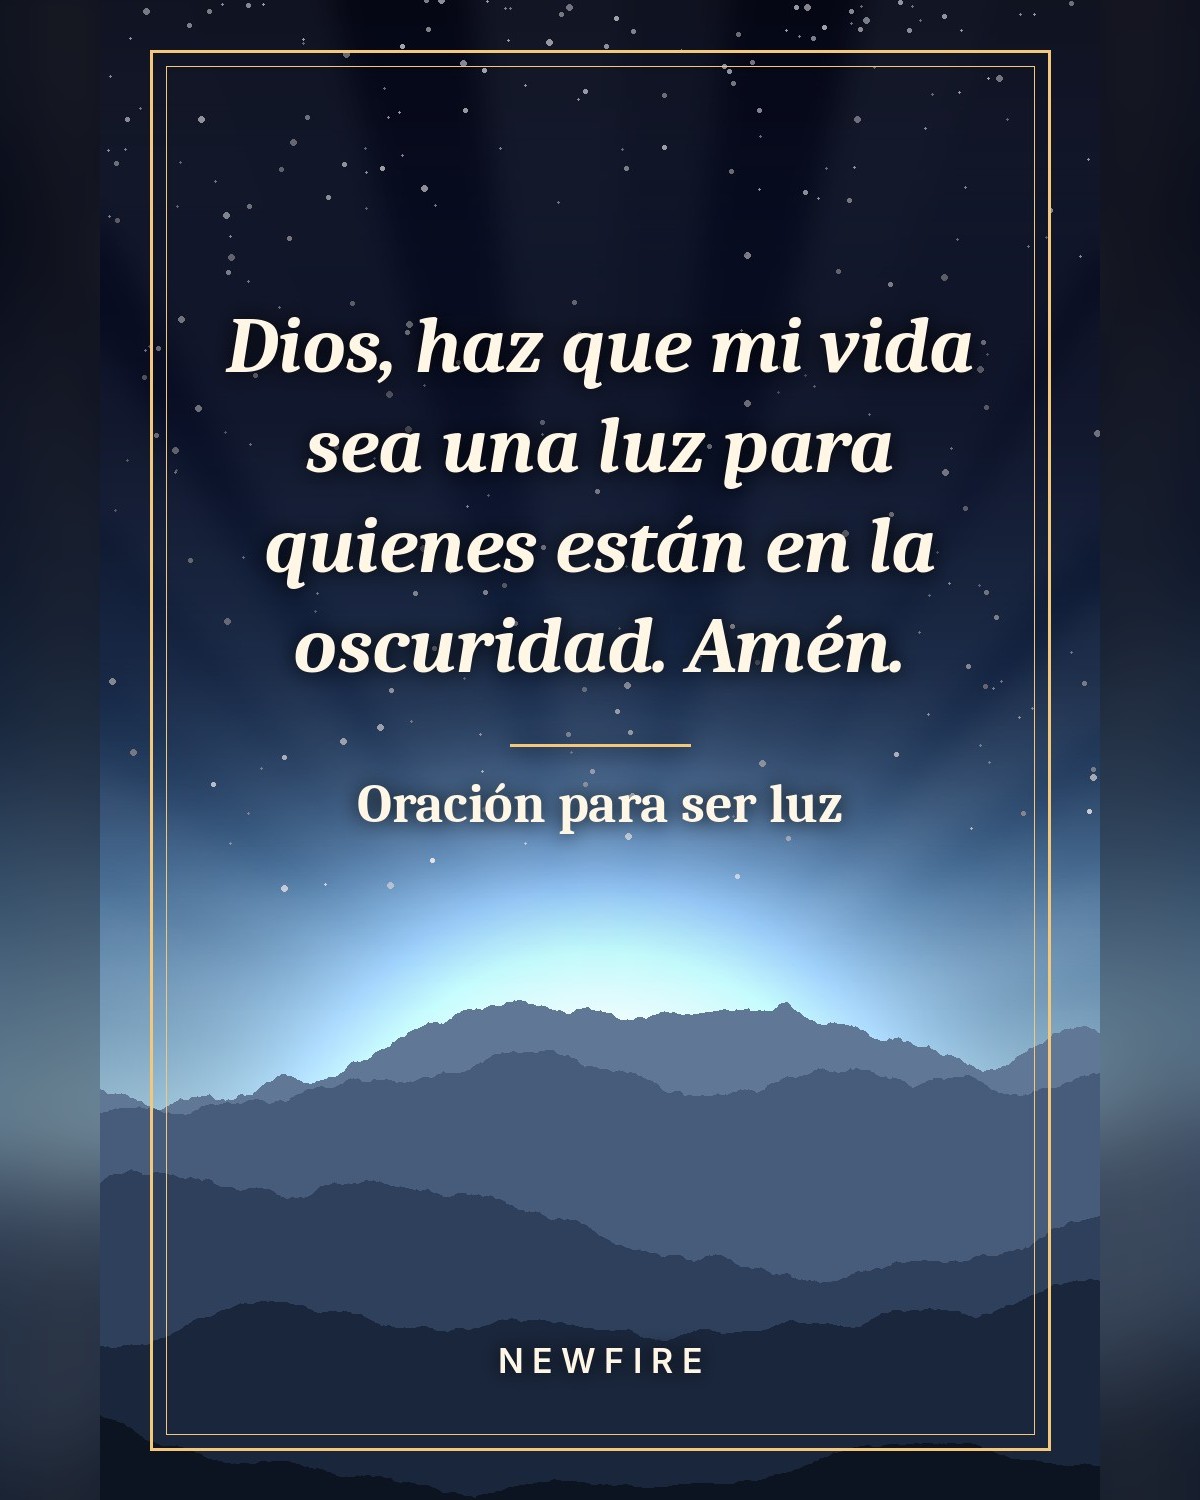 Dios, haz que mi vida
sea una luz para
quienes están en la
oscuridad. Amén.
Oración para ser luz
NEWFIRE